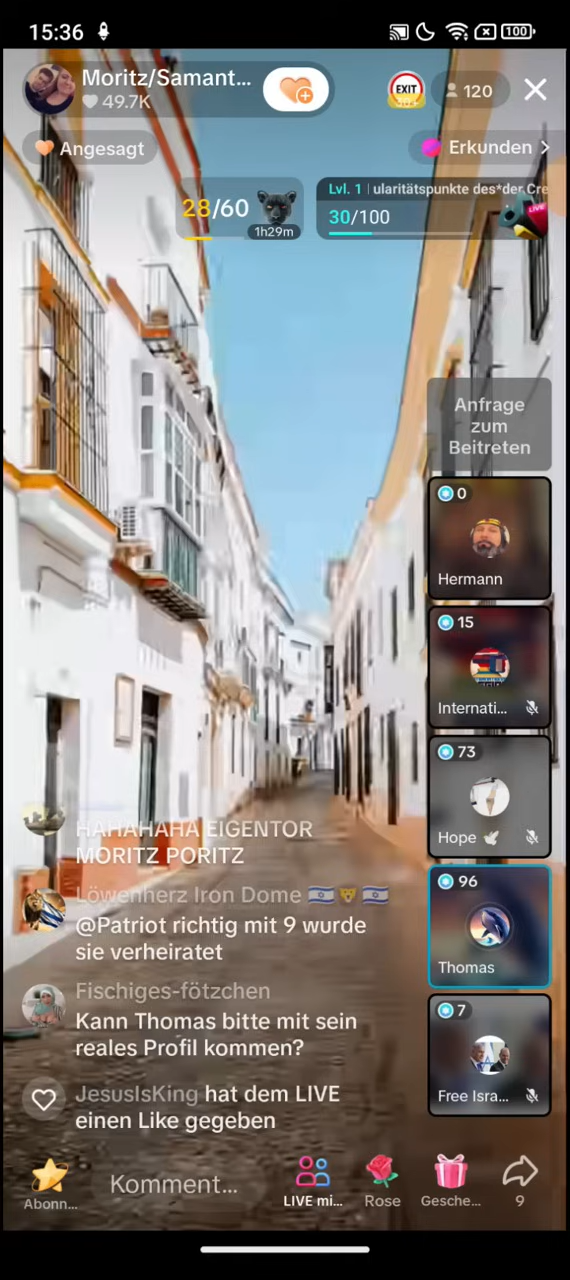 15:36
100
Moritz/Samant...
49.7K
EXIT
120
Angesagt
Erkunden
28/60
1h29m
Lvl. 1 | ularitätspunkte des*der Cre
30/100
LIVE
Anfrage
zum
Beitreten
0
Hermann
15
Internati...
73
Hope
96
Thomas
7
Free Isra...
HAHAHAHA EIGENTOR
MORITZ PORITZ
Löwenherz Iron Dome
@Patriot richtig mit 9 wurde
sie verheiratet
Fischiges-fötzchen
Kann Thomas bitte mit sein
reales Profil kommen?
JesusIsKing hat dem LIVE
einen Like gegeben
Abonn...
Komment...
LIVE mi...
Rose
Gesche...
9